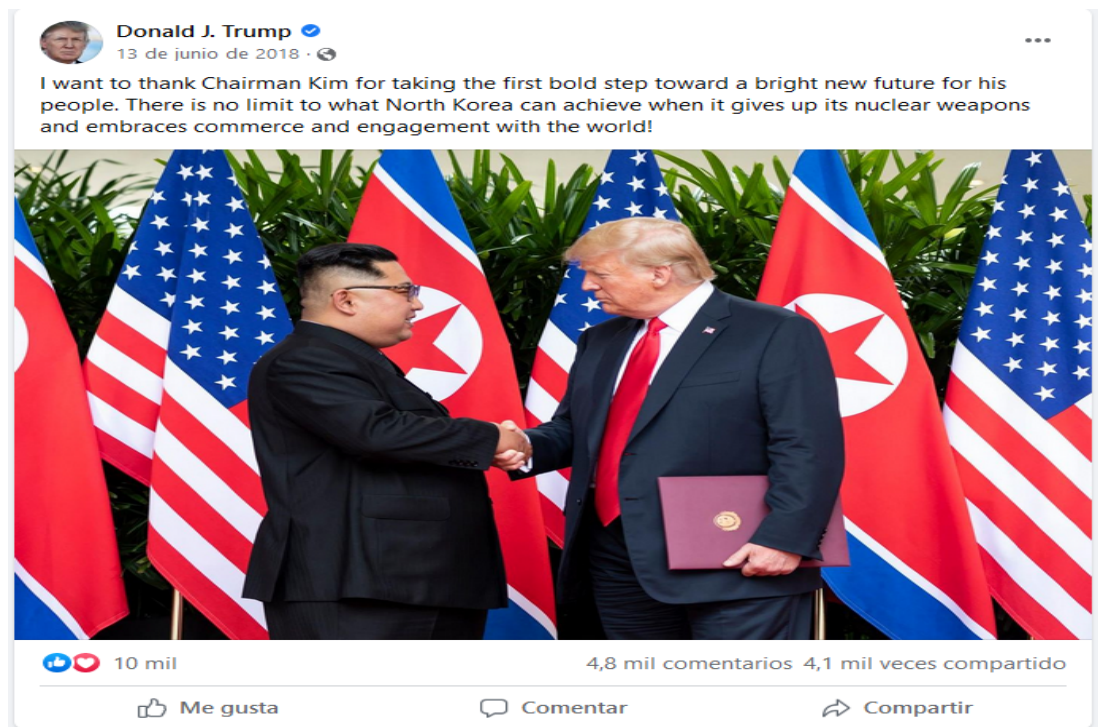 Donald J. Trump
13 de junio de 2018 ·
I want to thank Chairman Kim for taking the first bold step toward a bright new future for his
people. There is no limit to what North Korea can achieve when it gives up its nuclear weapons
and embraces commerce and engagement with the world!
10 mil 4,8 mil comentarios 4,1 mil veces compartido
Me gusta Comentar Compartir